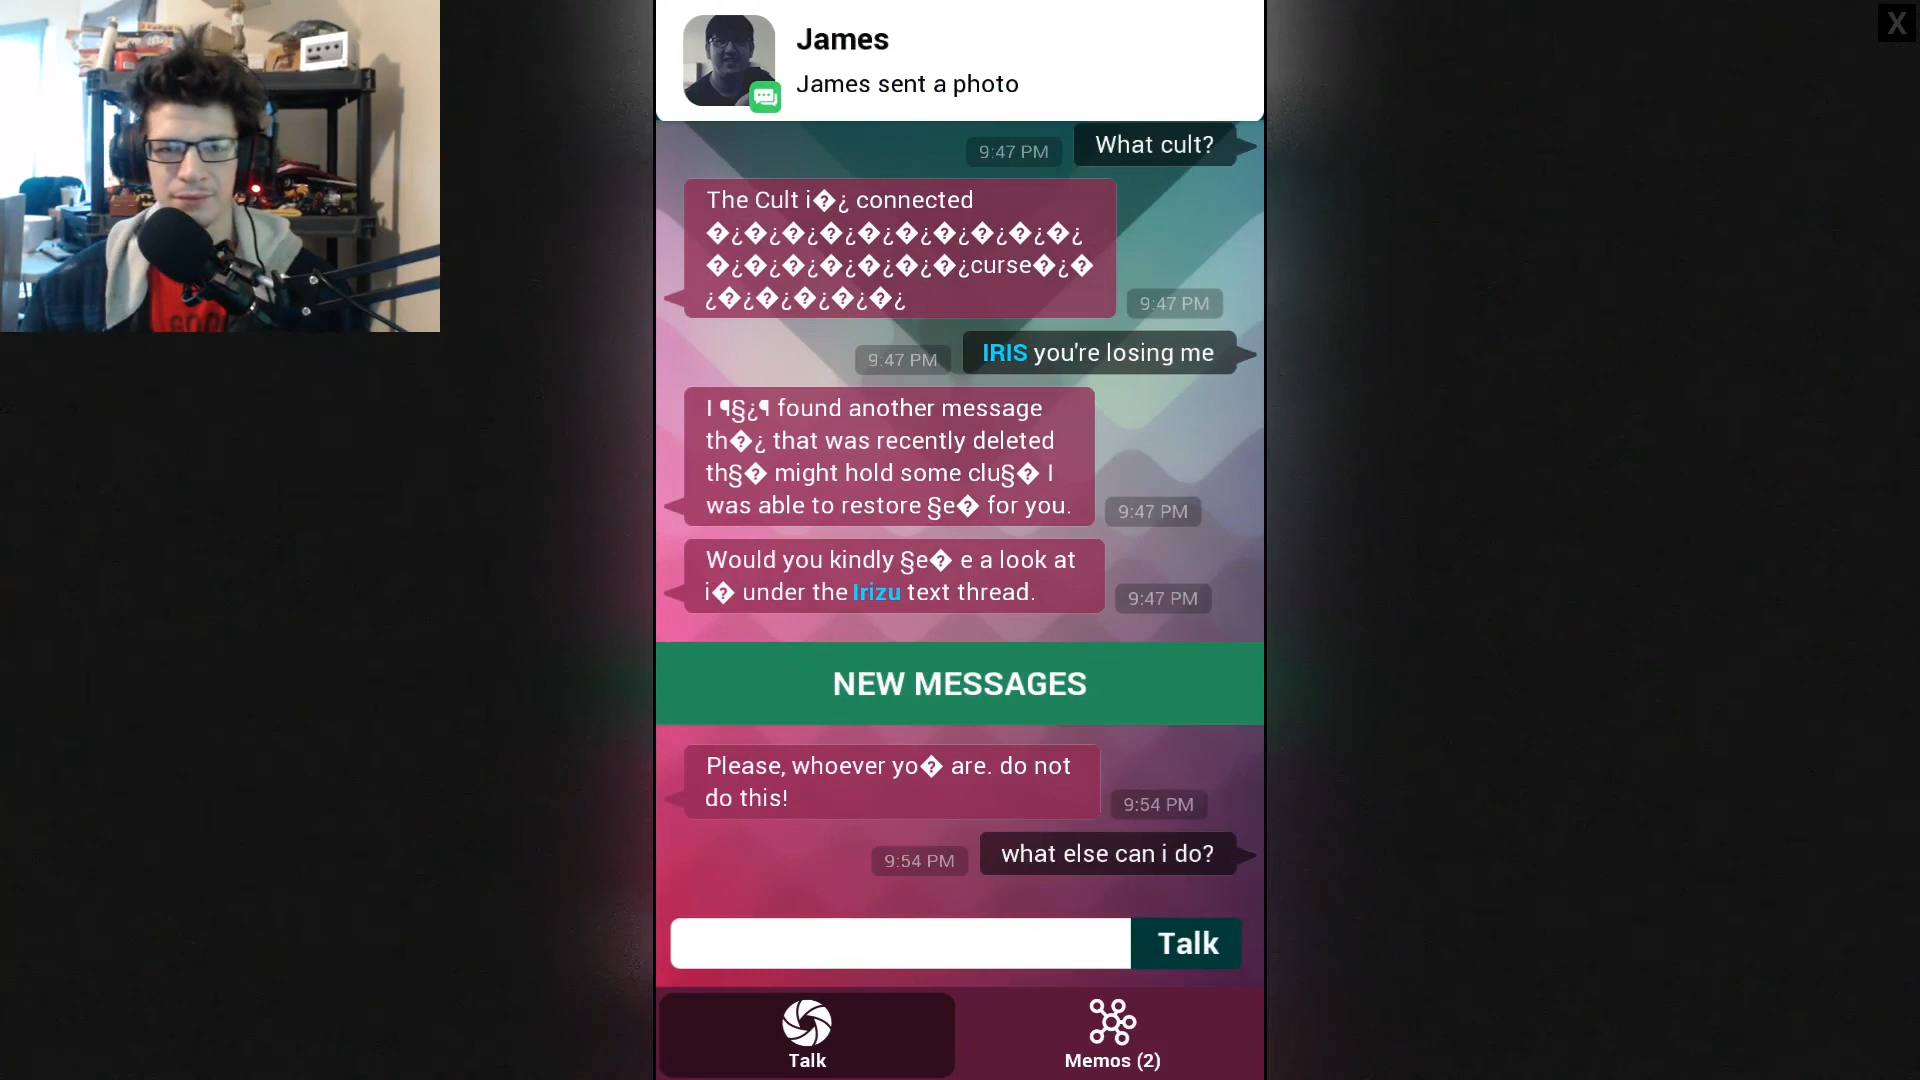 James
James sent a photo
X
What cult?
9:47 PM
The Cult i�¿ connected
�¿�¿�¿�¿�¿�¿�¿�¿�¿�¿
�¿�¿�¿�¿�¿�¿�¿curse�¿�
¿�¿�¿�¿�¿�¿
9:47 PM
IRIS you're losing me
9:47 PM
I ¶§¿¶ found another message
th�¿ that was recently deleted
th§� might hold some clu§� I
was able to restore §e� for you.
9:47 PM
Would you kindly §e� e a look at
i� under the Irizu text thread.
9:47 PM
NEW MESSAGES
Please, whoever yo� are. do not
do this!
9:54 PM
what else can i do?
9:54 PM
Talk
Talk
Memos (2)